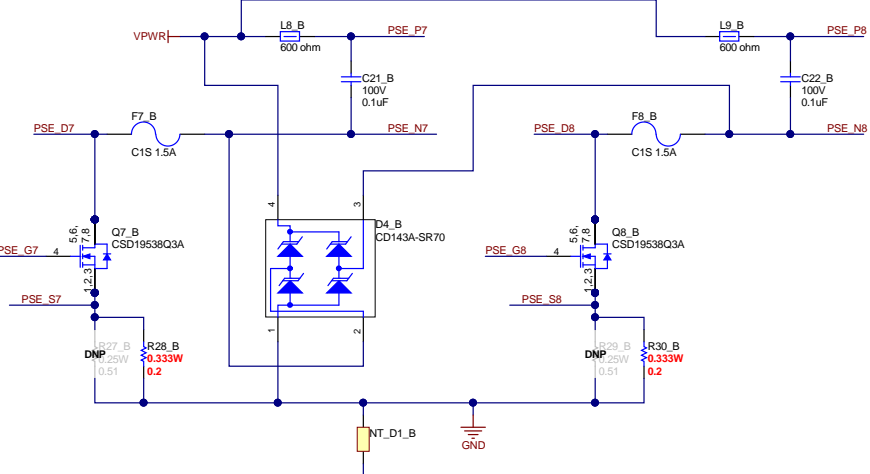 L8_B
PSE_P7
L9_B
PSE_P8
VPWR
600 ohm
600 ohm
C21_B
100V
0.1uF
C22_B
100V
0.1uF
F7_B
F8_B
PSE_D7
PSE_N7
PSE_D8
PSE_N8
C1S 1.5A
C1S 1.5A
4
3
D4_B
CD143A-SR70
5,6,
7,8
Q7_B
CSD19538Q3A
PSE_G7
4
1,2,3
5,6,
7,8
Q8_B
CSD19538Q3A
PSE_G8
4
1,2,3
PSE_S7
PSE_S8
1
2
R27_B
DNP
0.25W
0.51
R28_B
0.333W
0.2
R29_B
DNP
0.25W
0.51
R30_B
0.333W
0.2
NT_D1_B
GND